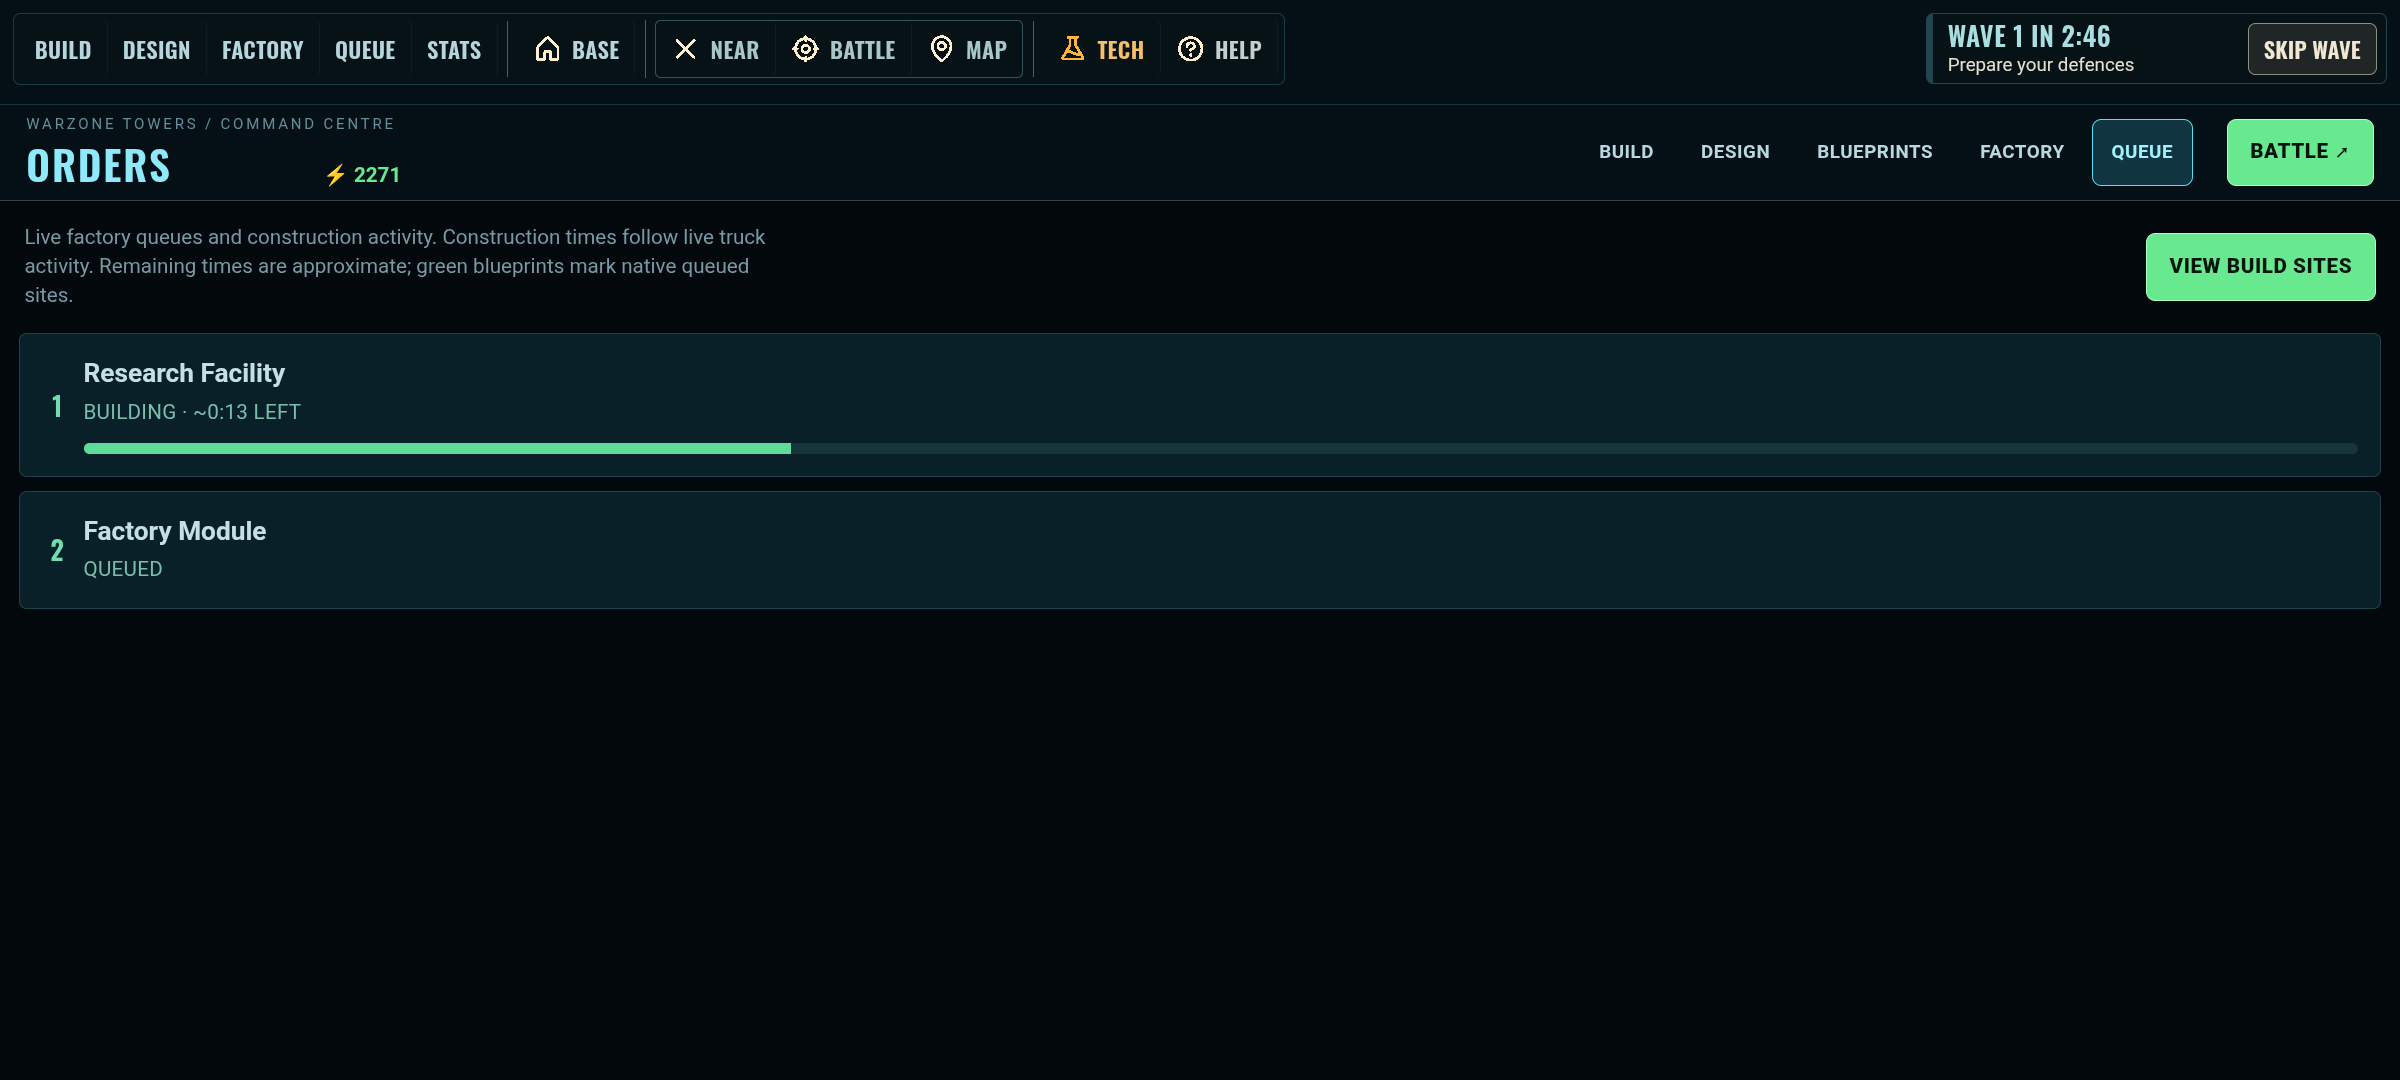 BUILD DESIGN FACTORY QUEUE STATS BASE NEAR BATTLE MAP TECH HELP
WAVE 1 IN 2:46
Prepare your defences
SKIP WAVE
WARZONE TOWERS / COMMAND CENTRE
ORDERS
⚡ 2271
BUILD DESIGN BLUEPRINTS FACTORY QUEUE BATTLE ↗
Live factory queues and construction activity. Construction times follow live truck
activity. Remaining times are approximate; green blueprints mark native queued
sites.
VIEW BUILD SITES
1
Research Facility
BUILDING · ~0:13 LEFT
2
Factory Module
QUEUED